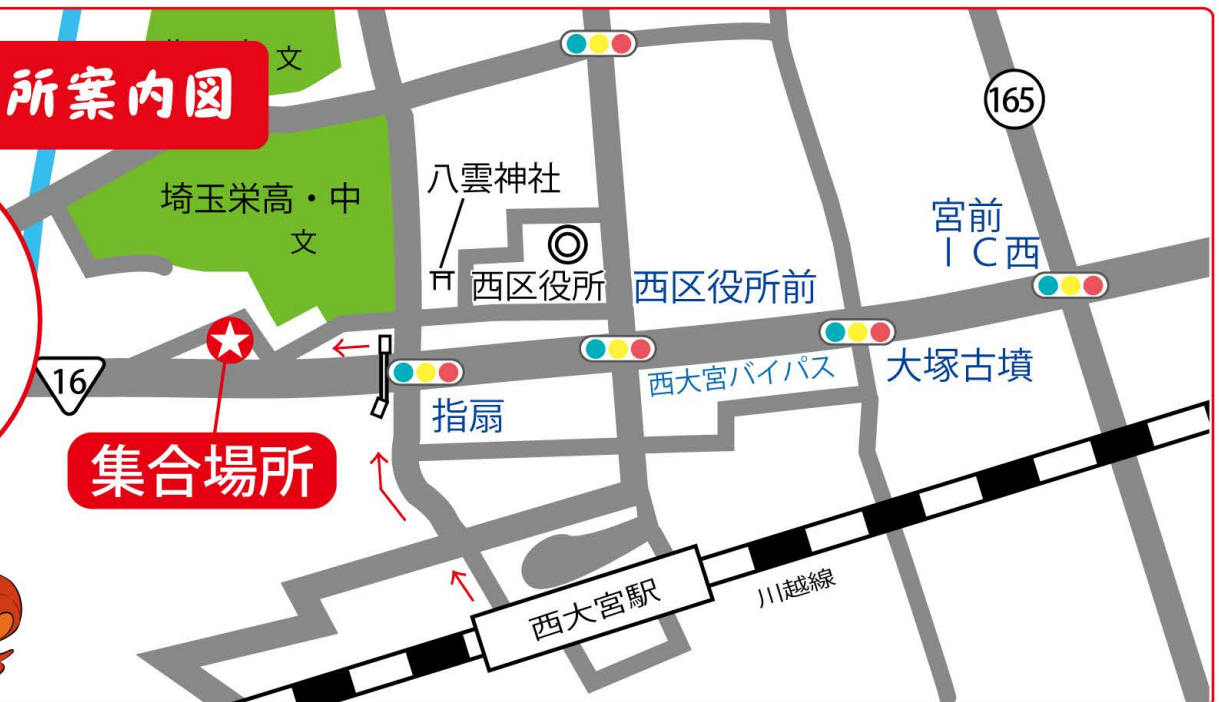 所案内図
文
埼玉栄高・中
文
八雲神社
西区役所
西区役所前
165
宮前
IC西
大塚古墳
西大宮バイパス
指扇
16
集合場所
西大宮駅
川越線